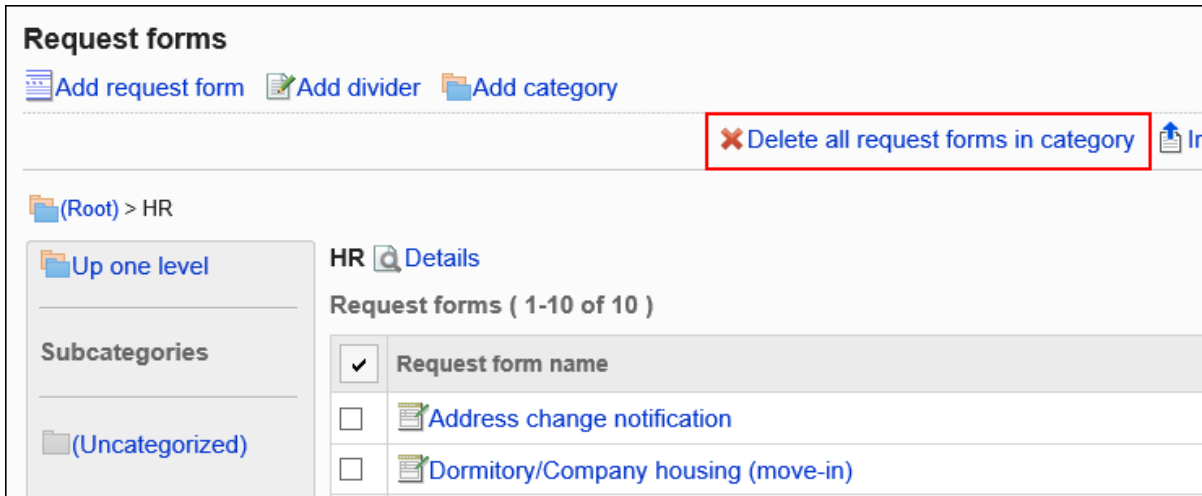 Request forms
Add request form Add divider Add category
Delete all request forms in category
(Root) > HR
Up one level
Subcategories
(Uncategorized)
HR Details
Request forms ( 1-10 of 10 )
Request form name
Address change notification
Dormitory/Company housing (move-in)